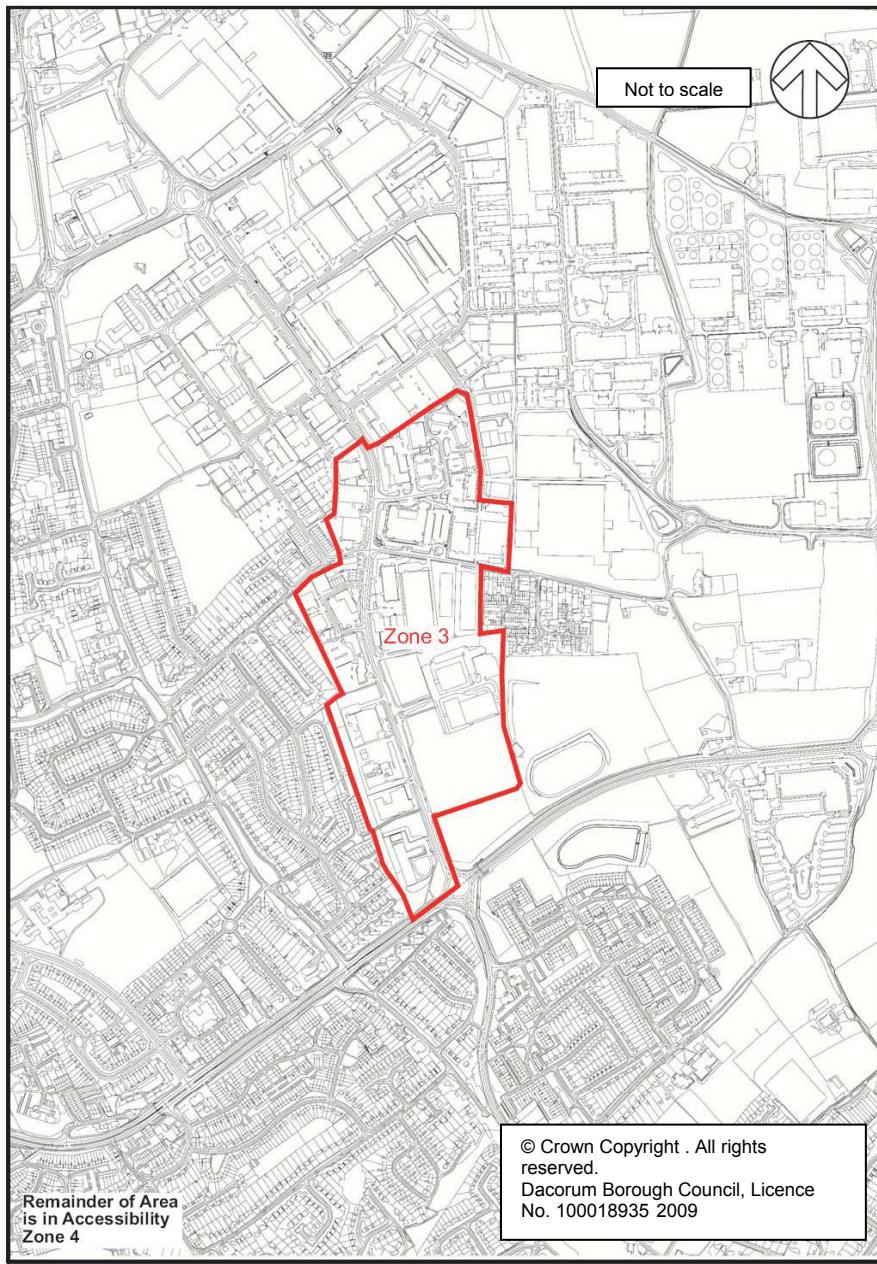 Not to scale
Zone 3
Remainder of Area
is in Accessibility
Zone 4
© Crown Copyright . All rights
reserved.
Dacorum Borough Council, Licence
No. 100018935 2009